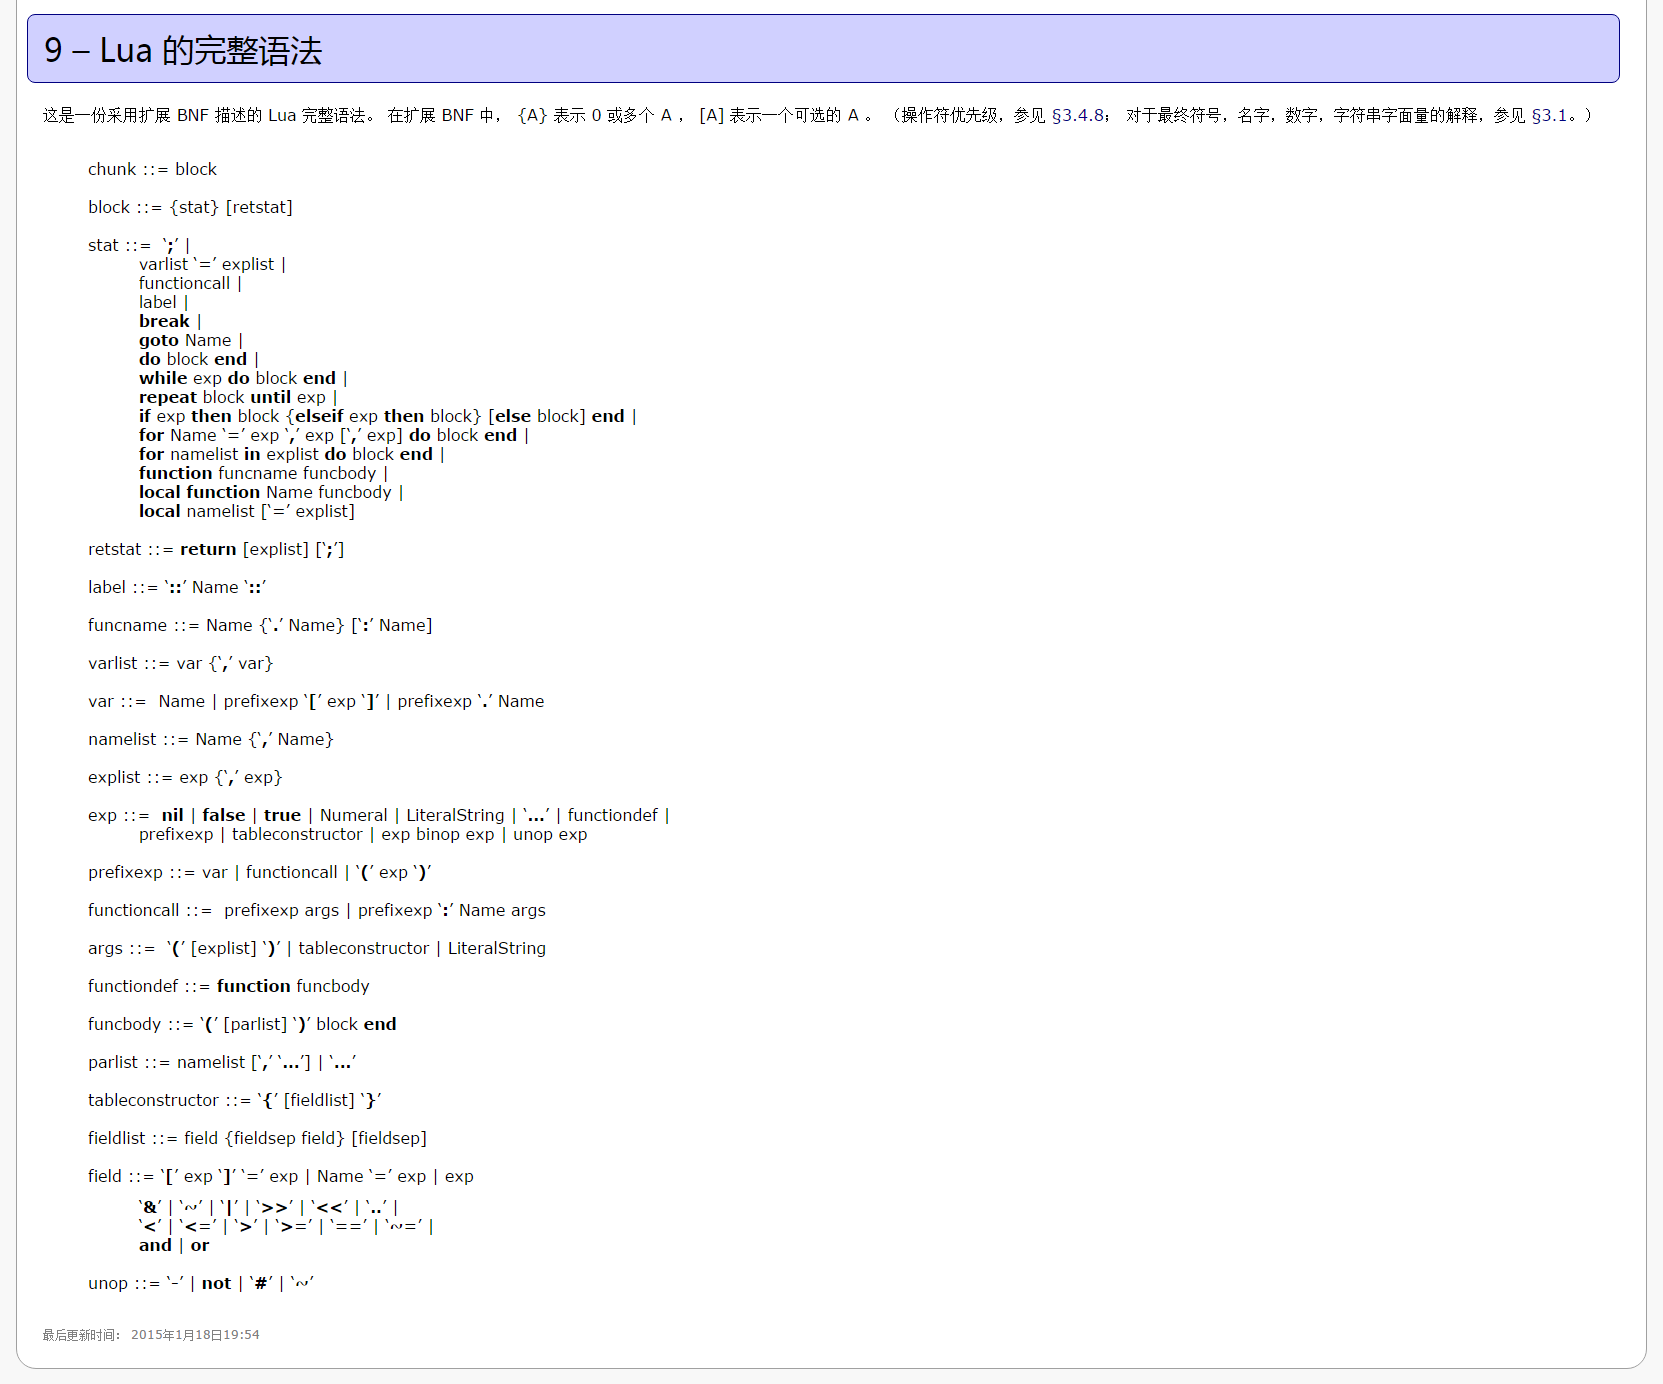 9 – Lua 的完整语法
这是一份采用扩展 BNF 描述的 Lua 完整语法。 在扩展 BNF 中， {A} 表示 0 或多个 A ， [A] 表示一个可选的 A 。 （操作符优先级，参见 §3.4.8； 对于最终符号，名字，数字，字符串字面量的解释，参见 §3.1。）
chunk ::= block
block ::= {stat} [retstat]
stat ::=  ‘;’ |
varlist ‘=’ explist |
functioncall |
label |
break |
goto Name |
do block end |
while exp do block end |
repeat block until exp |
if exp then block {elseif exp then block} [else block] end |
for Name ‘=’ exp ‘,’ exp [‘,’ exp] do block end |
for namelist in explist do block end |
function funcname funcbody |
local function Name funcbody |
local namelist [‘=’ explist]
retstat ::= return [explist] [‘;’]
label ::= ‘::’ Name ‘::’
funcname ::= Name {‘.’ Name} [‘:’ Name]
varlist ::= var {‘,’ var}
var ::=  Name | prefixexp ‘[’ exp ‘]’ | prefixexp ‘.’ Name
namelist ::= Name {‘,’ Name}
explist ::= exp {‘,’ exp}
exp ::=  nil | false | true | Numeral | LiteralString | ‘...’ | functiondef |
prefixexp | tableconstructor | exp binop exp | unop exp
prefixexp ::= var | functioncall | ‘(’ exp ‘)’
functioncall ::=  prefixexp args | prefixexp ‘:’ Name args
args ::=  ‘(’ [explist] ‘)’ | tableconstructor | LiteralString
functiondef ::= function funcbody
funcbody ::= ‘(’ [parlist] ‘)’ block end
parlist ::= namelist [‘,’ ‘...’] | ‘...’
tableconstructor ::= ‘{’ [fieldlist] ‘}’
fieldlist ::= field {fieldsep field} [fieldsep]
field ::= ‘[’ exp ‘]’ ‘=’ exp | Name ‘=’ exp | exp
‘&’ | ‘~’ | ‘|’ | ‘>>’ | ‘<<’ | ‘..’ |
‘<’ | ‘<=’ | ‘>’ | ‘>=’ | ‘==’ | ‘~=’ |
and | or
unop ::= ‘-’ | not | ‘#’ | ‘~’
最后更新时间： 2015年1月18日19:54